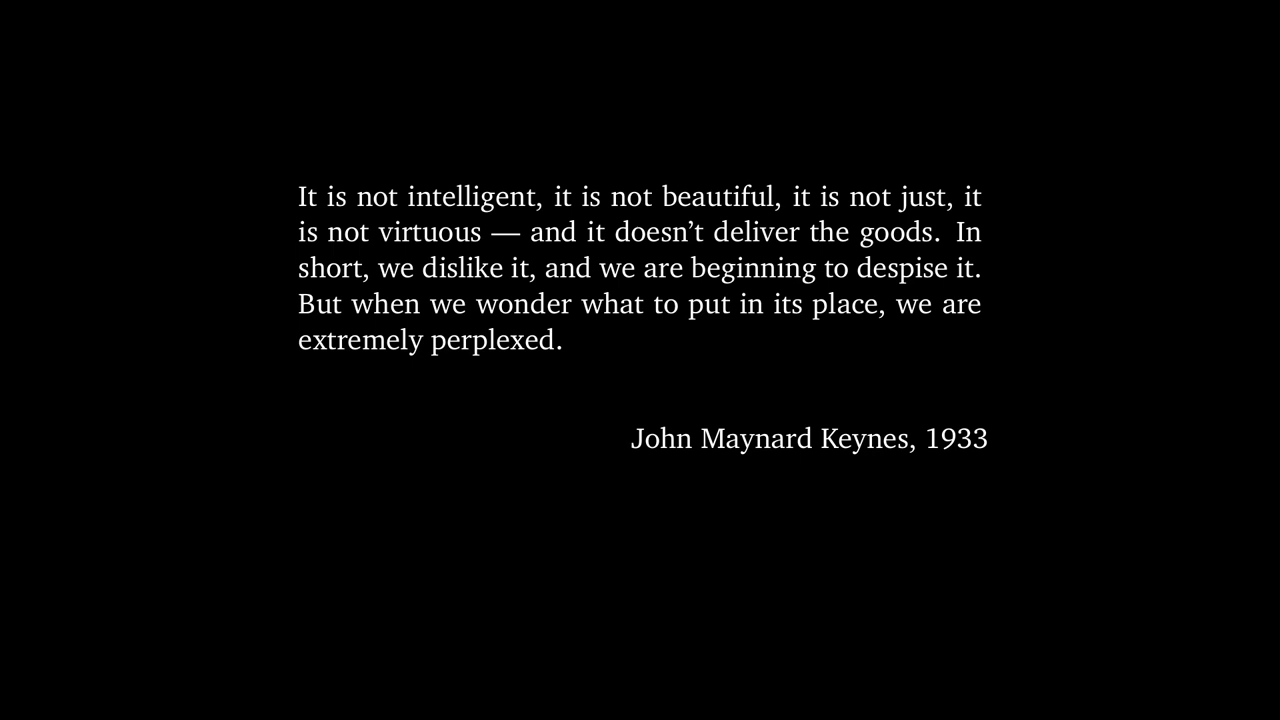 It is not intelligent, it is not beautiful, it is not just, it
is not virtuous — and it doesn’t deliver the goods. In
short, we dislike it, and we are beginning to despise it.
But when we wonder what to put in its place, we are
extremely perplexed.
John Maynard Keynes, 1933